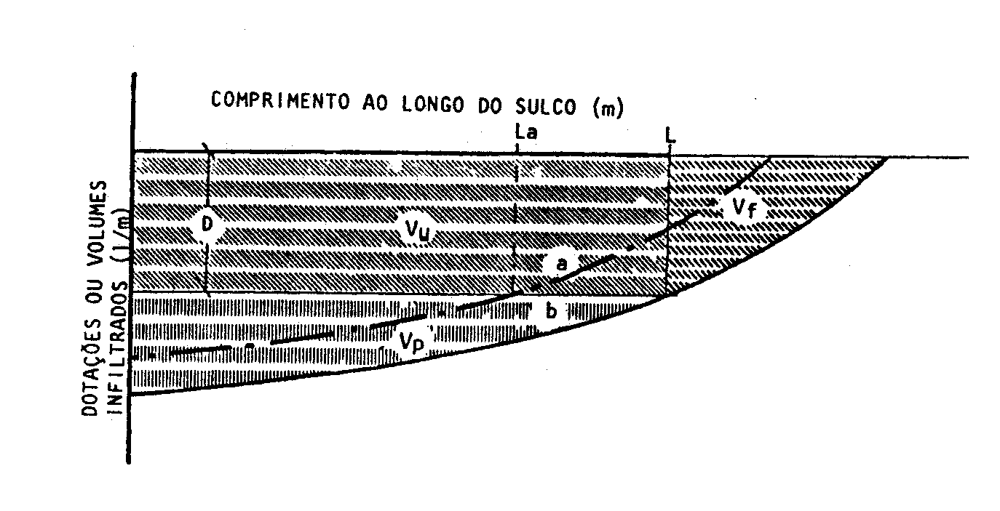 COMPRIMENTO AO LONGO DO SULCO (m)
La
L
D
Vu
Vf
a
b
Vp
DOTAÇÕES OU VOLUMES
INFILTRADOS (l/m)